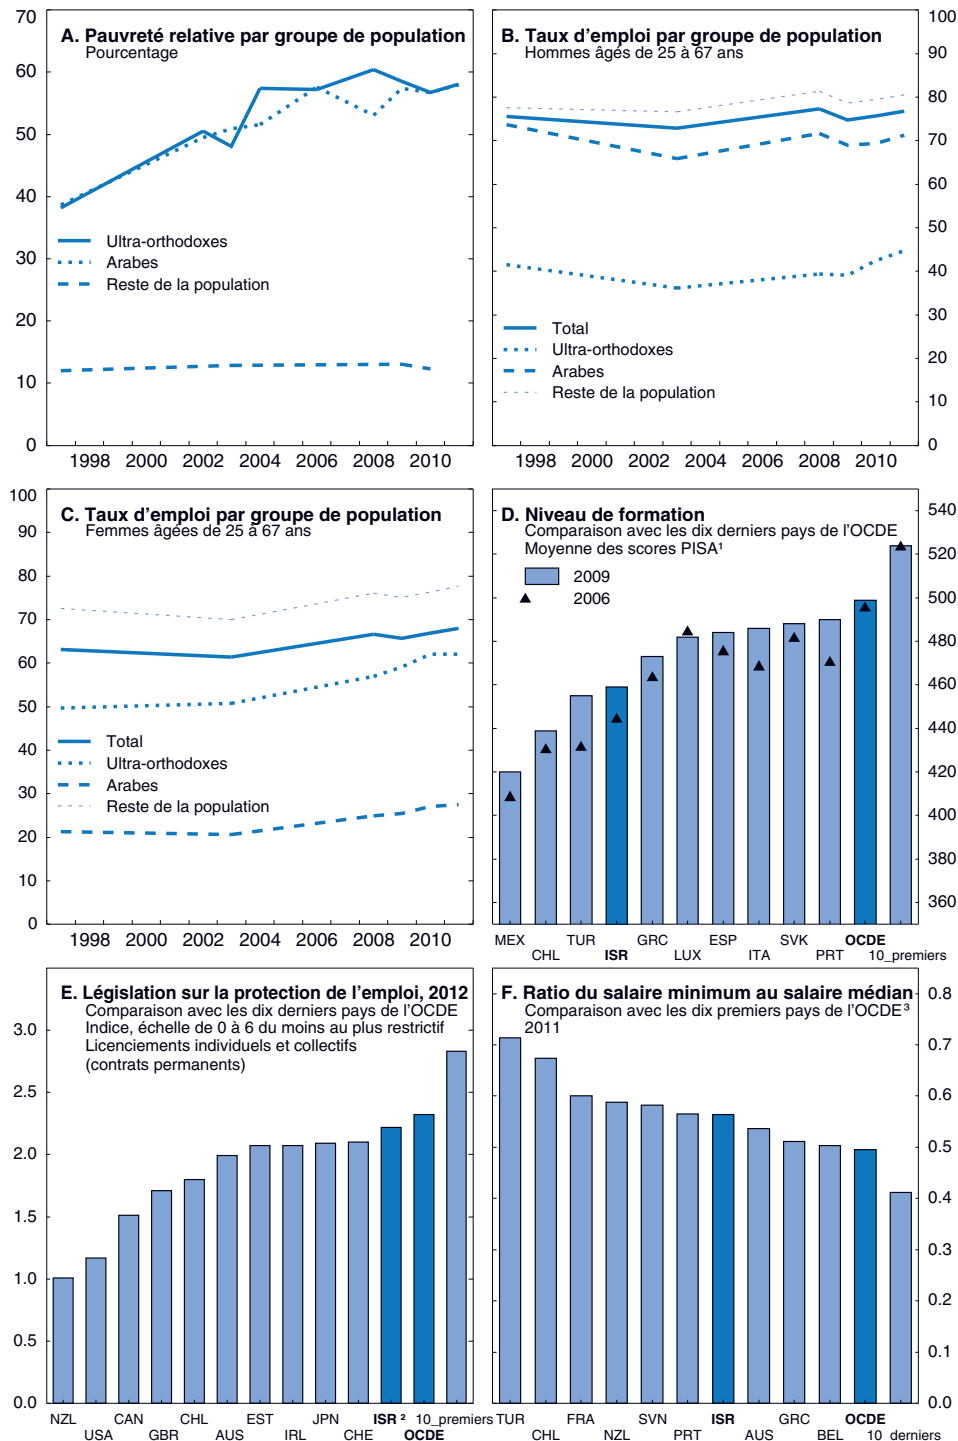 A. Pauvreté relative par groupe de population
Pourcentage
70
60
50
40
30
20
10
0
Ultra-orthodoxes
Arabes
Reste de la population
1998 2000 2002 2004 2006 2008 2010
B. Taux d'emploi par groupe de population
Hommes âgés de 25 à 67 ans
100
90
80
70
60
50
40
30
20
10
0
Total
Ultra-orthodoxes
Arabes
Reste de la population
1998 2000 2002 2004 2006 2008 2010
C. Taux d'emploi par groupe de population
Femmes âgées de 25 à 67 ans
100
90
80
70
60
50
40
30
20
10
0
Total
Ultra-orthodoxes
Arabes
Reste de la population
1998 2000 2002 2004 2006 2008 2010
D. Niveau de formation
Comparaison avec les dix derniers pays de l'OCDE
Moyenne des scores PISA¹
2009
2006
540
520
500
480
460
440
420
400
380
360
MEX TUR GRC ESP SVK OCDE
CHL ISR LUX ITA PRT 10_premiers
E. Législation sur la protection de l'emploi, 2012
Comparaison avec les dix derniers pays de l'OCDE
Indice, échelle de 0 à 6 du moins au plus restrictif
Licenciements individuels et collectifs
(contrats permanents)
3.0
2.5
2.0
1.5
1.0
0.5
0.0
NZL CAN CHL EST JPN ISR ² 10_premiers
USA GBR AUS IRL CHE OCDE
F. Ratio du salaire minimum au salaire médian
Comparaison avec les dix premiers pays de l'OCDE³
2011
0.8
0.7
0.6
0.5
0.4
0.3
0.2
0.1
0.0
TUR FRA SVN ISR GRC OCDE
CHL NZL PRT AUS BEL 10_derniers